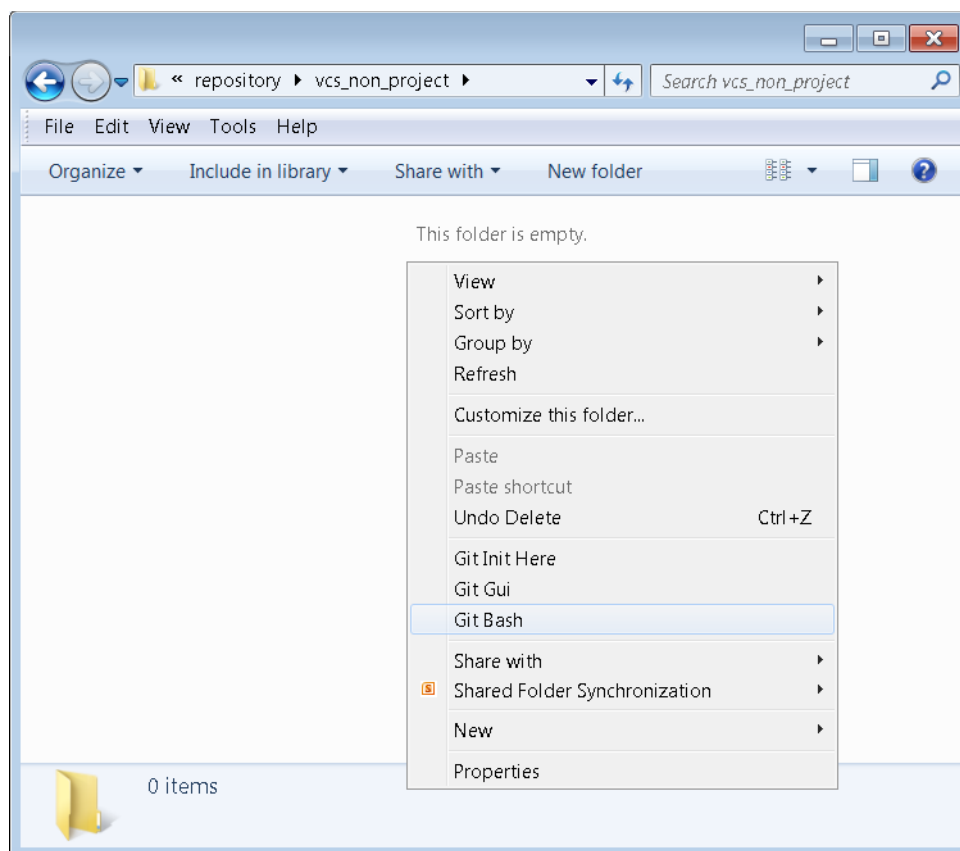 « repository vcs_non_project Search vcs_non_project
File Edit View Tools Help
Organize Include in library Share with New folder ?
This folder is empty.
View
Sort by
Group by
Refresh
Customize this folder...
Paste
Paste shortcut
Undo Delete Ctrl+Z
Git Init Here
Git Gui
Git Bash
Share with
S Shared Folder Synchronization
New
Properties
0 items